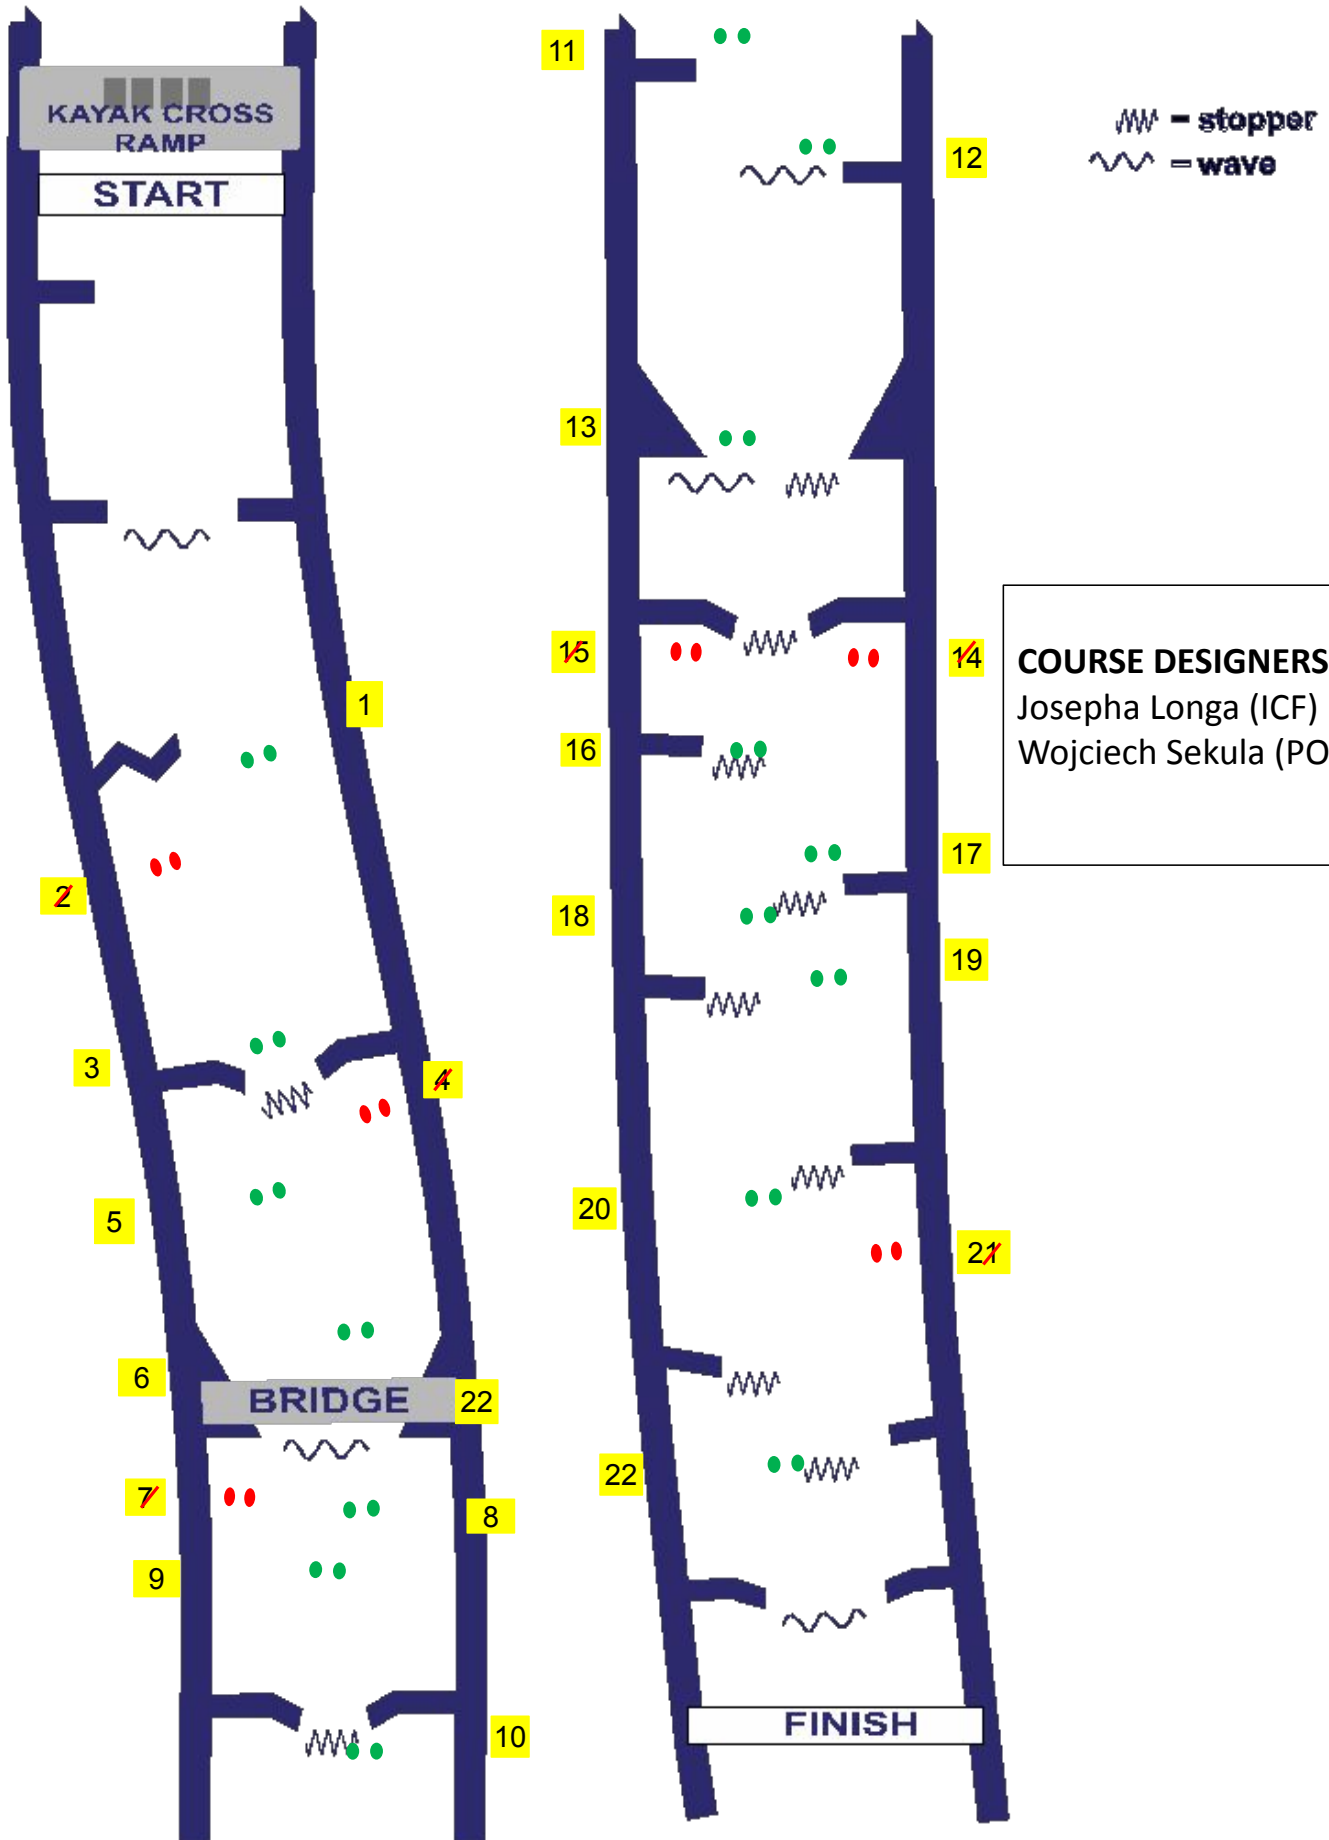 KAYAK CROSS
RAMP
START
1
2
3
4
5
6
BRIDGE
22
7
8
9
10
11
12
13
15
14
16
17
18
19
20
21
22
FINISH
= stopper
= wave
COURSE DESIGNERS
Josepha Longa (ICF)
Wojciech Sekula (PO